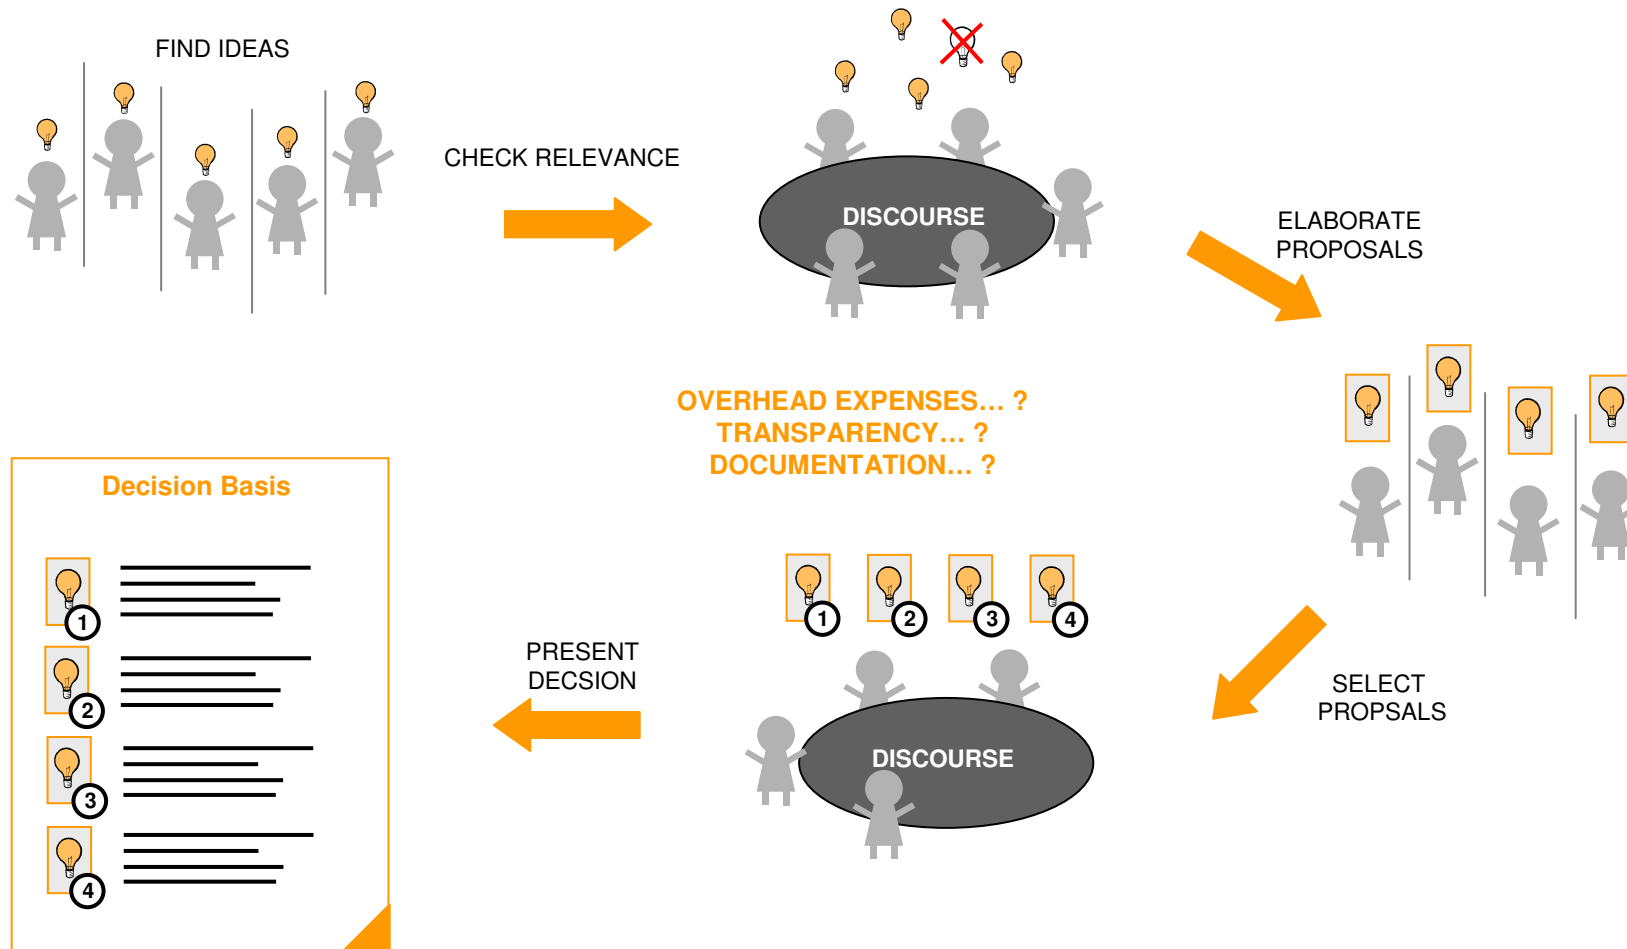 FIND IDEAS
CHECK RELEVANCE
DISCOURSE
ELABORATE
PROPOSALS
OVERHEAD EXPENSES... ?
TRANSPARENCY... ?
DOCUMENTATION... ?
SELECT
PROPSALS
1 2 3 4
DISCOURSE
PRESENT
DECSION
Decision Basis
1
2
3
4